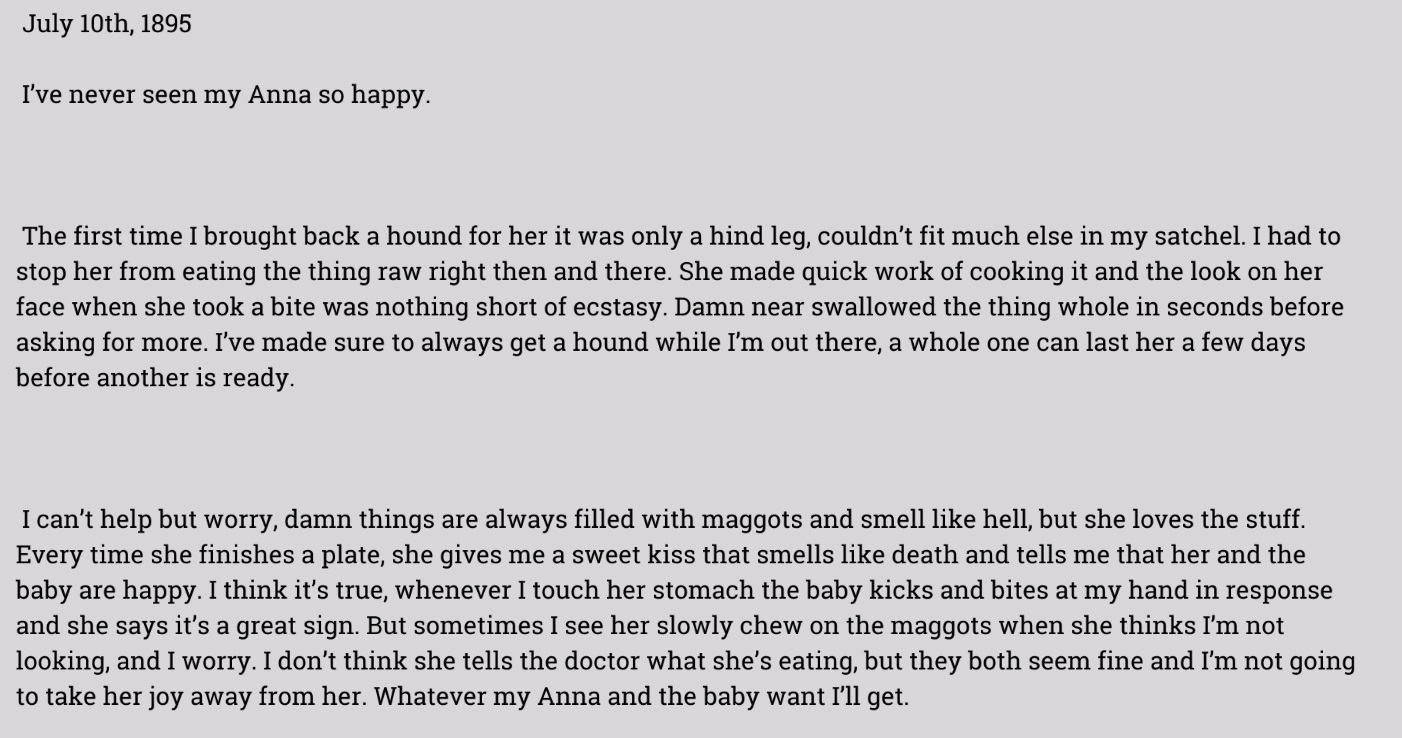 July 10th, 1895
I’ve never seen my Anna so happy.
The first time I brought back a hound for her it was only a hind leg, couldn’t fit much else in my satchel. I had to
stop her from eating the thing raw right then and there. She made quick work of cooking it and the look on her
face when she took a bite was nothing short of ecstasy. Damn near swallowed the thing whole in seconds before
asking for more. I’ve made sure to always get a hound while I’m out there, a whole one can last her a few days
before another is ready.
I can’t help but worry, damn things are always filled with maggots and smell like hell, but she loves the stuff.
Every time she finishes a plate, she gives me a sweet kiss that smells like death and tells me that her and the
baby are happy. I think it’s true, whenever I touch her stomach the baby kicks and bites at my hand in response
and she says it’s a great sign. But sometimes I see her slowly chew on the maggots when she thinks I’m not
looking, and I worry. I don’t think she tells the doctor what she’s eating, but they both seem fine and I’m not going
to take her joy away from her. Whatever my Anna and the baby want I’ll get.